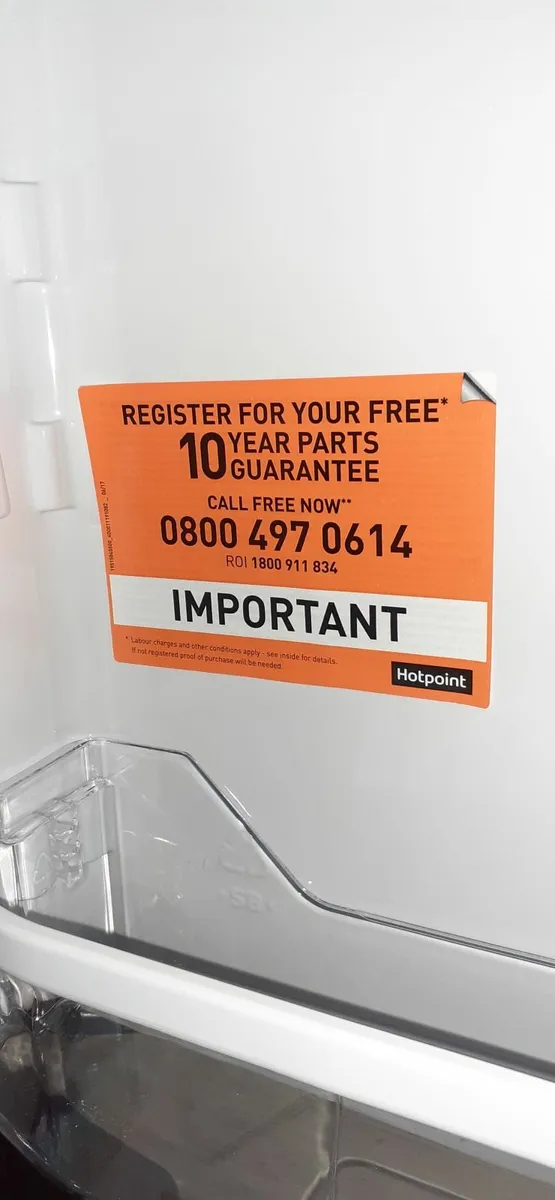 REGISTER FOR YOUR FREE*
10 YEAR PARTS
GUARANTEE
CALL FREE NOW**
0800 497 0614
ROI 1800 911 834
IMPORTANT
* Labour charges and other conditions apply - see inside for details.
If not registered proof of purchase will be needed.
Hotpoint